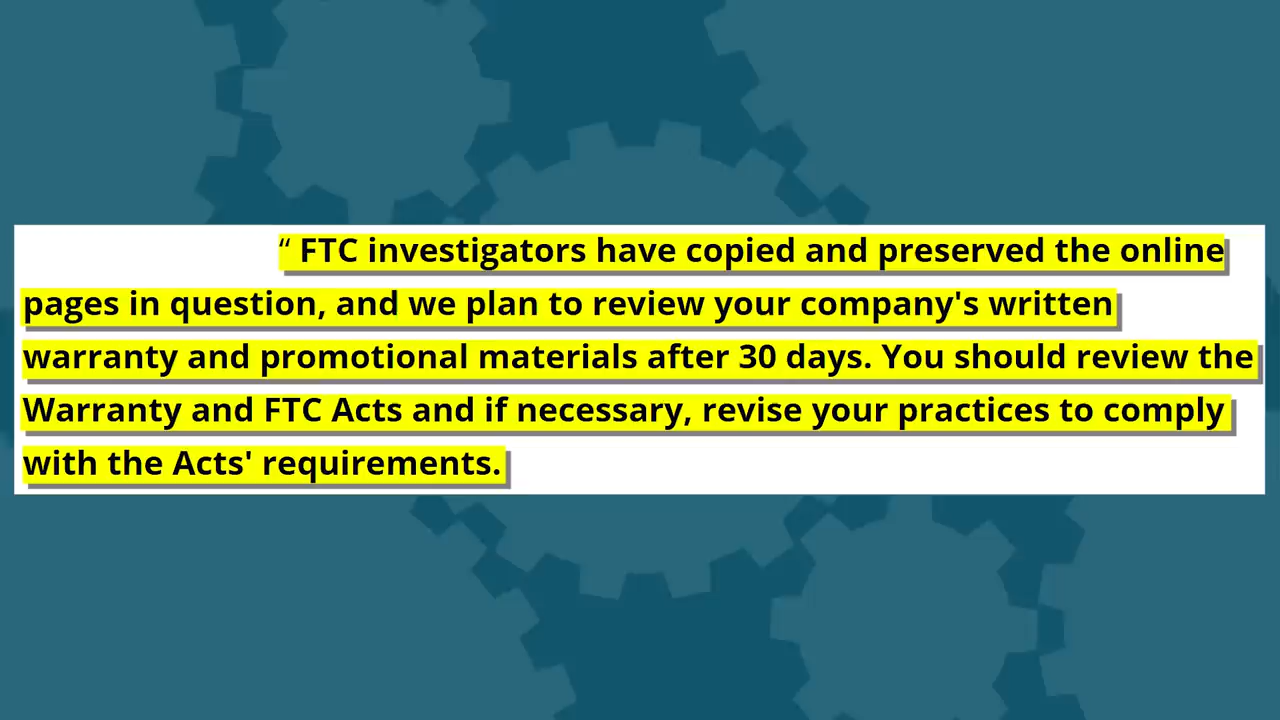 “ FTC investigators have copied and preserved the online
pages in question, and we plan to review your company's written
warranty and promotional materials after 30 days. You should review the
Warranty and FTC Acts and if necessary, revise your practices to comply
with the Acts' requirements.